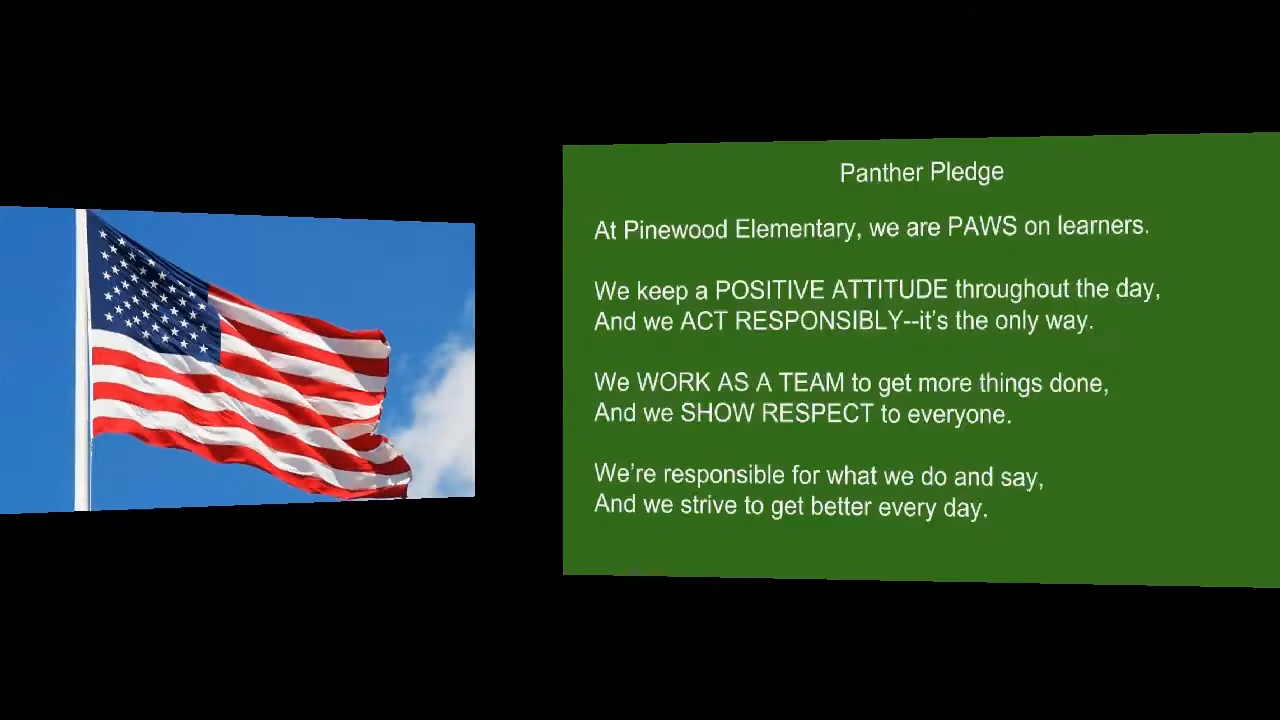 Panther Pledge
At Pinewood Elementary, we are PAWS on learners.
We keep a POSITIVE ATTITUDE throughout the day,
And we ACT RESPONSIBLY--it's the only way.
We WORK AS A TEAM to get more things done,
And we SHOW RESPECT to everyone.
We’re responsible for what we do and say,
And we strive to get better every day.